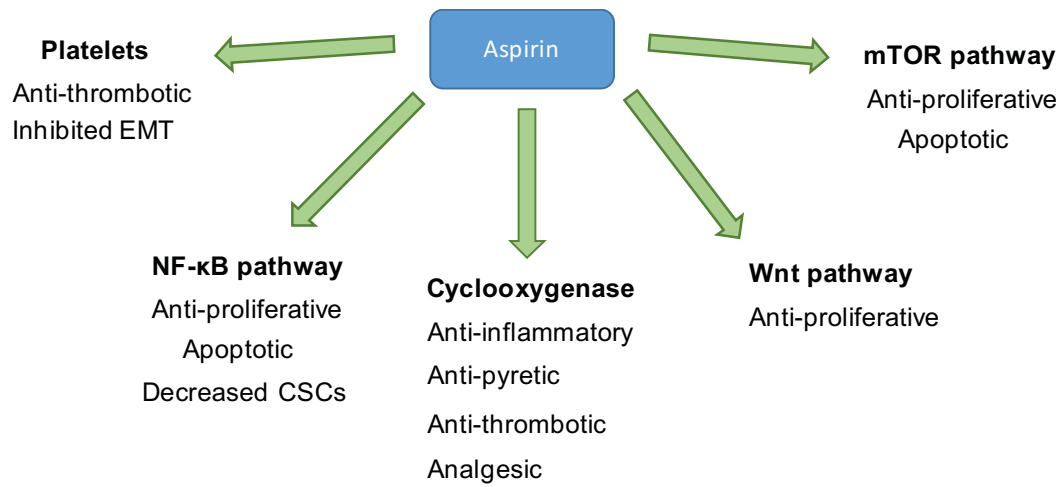 Aspirin
Platelets
Anti-thrombotic
Inhibited EMT
mTOR pathway
Anti-proliferative
Apoptotic
NF-κB pathway
Anti-proliferative
Apoptotic
Decreased CSCs
Cyclooxygenase
Anti-inflammatory
Anti-pyretic
Anti-thrombotic
Analgesic
Wnt pathway
Anti-proliferative